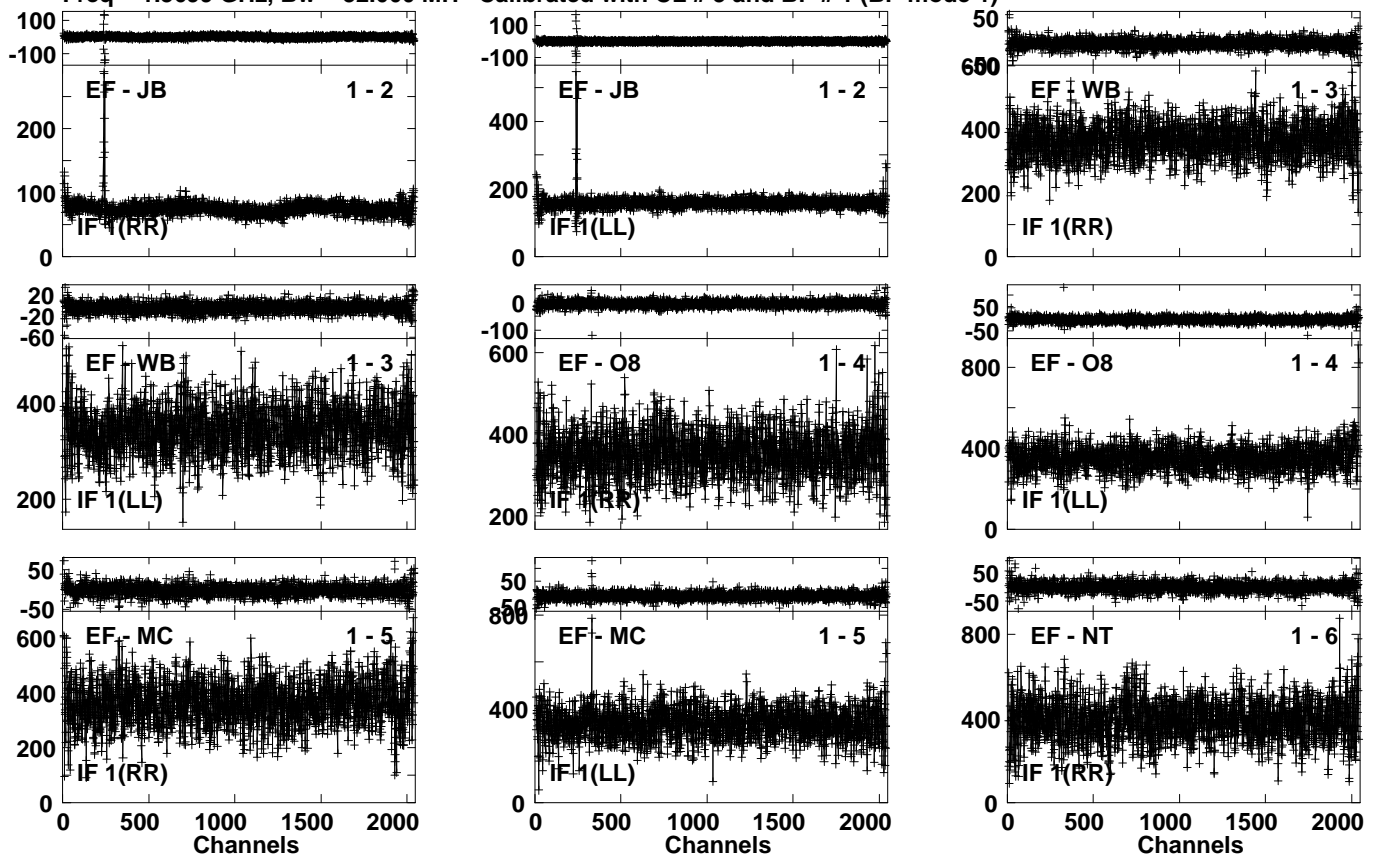 100
-100
EF - JB 1 - 2
200
100
0
IF 1(RR)
100
-100
EF - JB 1 - 2
400
200
0
IF 1(LL)
50
600
EF - WB 1 - 3
400
200
0
IF 1(RR)
20
-20
-60
EF - WB 1 - 3
400
200
IF 1(LL)
0
-100
600
EF - O8 1 - 4
400
200
IF 1(RR)
50
-50
800
EF - O8 1 - 4
400
0
IF 1(LL)
50
-50
600
EF - MC 1 - 5
400
200
0
IF 1(RR)
0 500 1000 1500 2000
Channels
50
800
EF - MC 1 - 5
400
0
IF 1(LL)
0 500 1000 1500 2000
Channels
50
-50
800
EF - NT 1 - 6
400
0
IF 1(RR)
0 500 1000 1500 2000
Channels